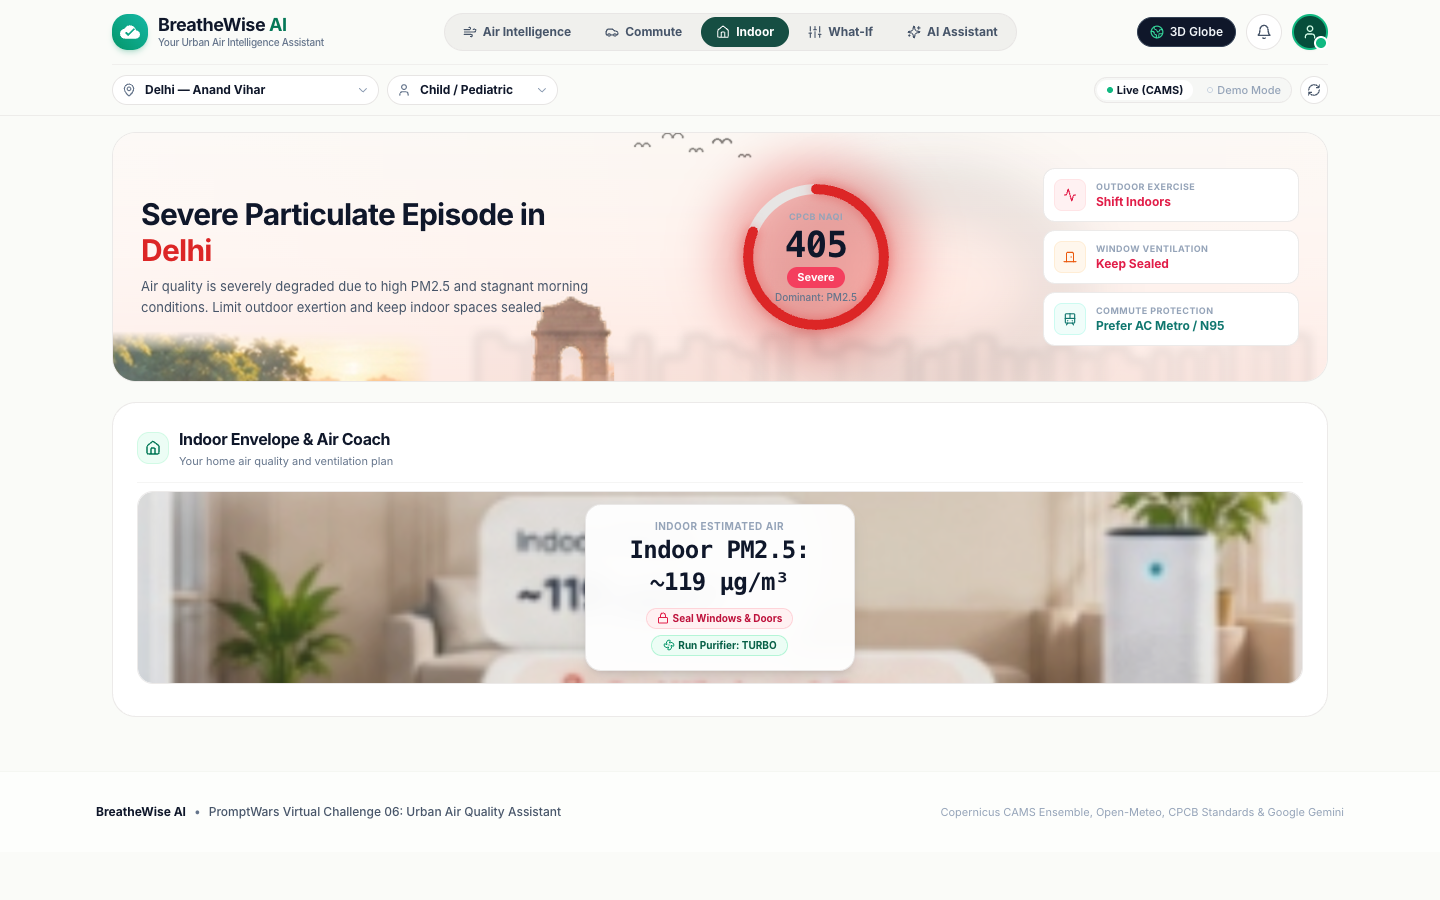 BreatheWise AI
Your Urban Air Intelligence Assistant
Air Intelligence
Commute
Indoor
What-If
AI Assistant
3D Globe
Delhi — Anand Vihar
Child / Pediatric
Live (CAMS)
Demo Mode
Severe Particulate Episode in
Delhi
Air quality is severely degraded due to high PM2.5 and stagnant morning
conditions. Limit outdoor exertion and keep indoor spaces sealed.
CPCB NAQI
405
Severe
Dominant: PM2.5
OUTDOOR EXERCISE
Shift Indoors
WINDOW VENTILATION
Keep Sealed
COMMUTE PROTECTION
Prefer AC Metro / N95
Indoor Envelope & Air Coach
Your home air quality and ventilation plan
INDOOR ESTIMATED AIR
Indoor PM2.5:
~119 µg/m³
Seal Windows & Doors
Run Purifier: TURBO
BreatheWise AI • PromptWars Virtual Challenge 06: Urban Air Quality Assistant
Copernicus CAMS Ensemble, Open-Meteo, CPCB Standards & Google Gemini